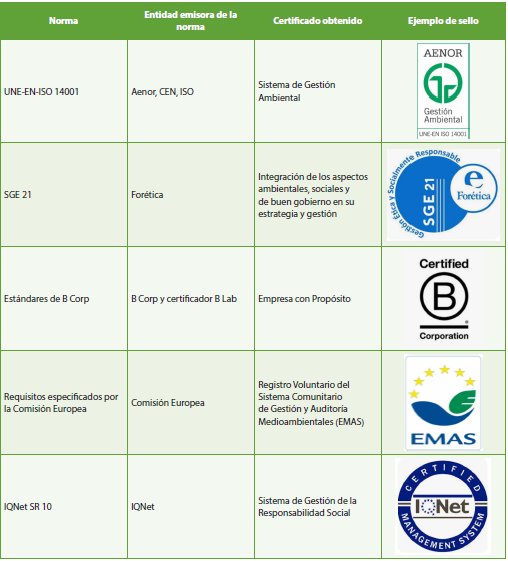 Norma
Entidad emisora de la
norma
Certificado obtenido
Ejemplo de sello
UNE-EN-ISO 14001
Aenor, CEN, ISO
Sistema de Gestión
Ambiental
AENOR
Gestión
Ambiental
UNE-EN ISO 14001
SGE 21
Forética
Integración de los aspectos
ambientales, sociales y
de buen gobierno en su
estrategia y gestión
Gestión Ética y Socialmente Responsable
SGE 21
e
Forética
Estándares de B Corp
B Corp y certificador B Lab
Empresa con Propósito
Certified
B
Corporation
Requisitos especificados por
la Comisión Europea
Comisión Europea
Registro Voluntario del
Sistema Comunitario
de Gestión y Auditoría
Medioambientales (EMAS)
EMAS
IQNet SR 10
IQNet
Sistema de Gestión de la
Responsabilidad Social
CERTIFIED
IQNet
MANAGEMENT SYSTEM